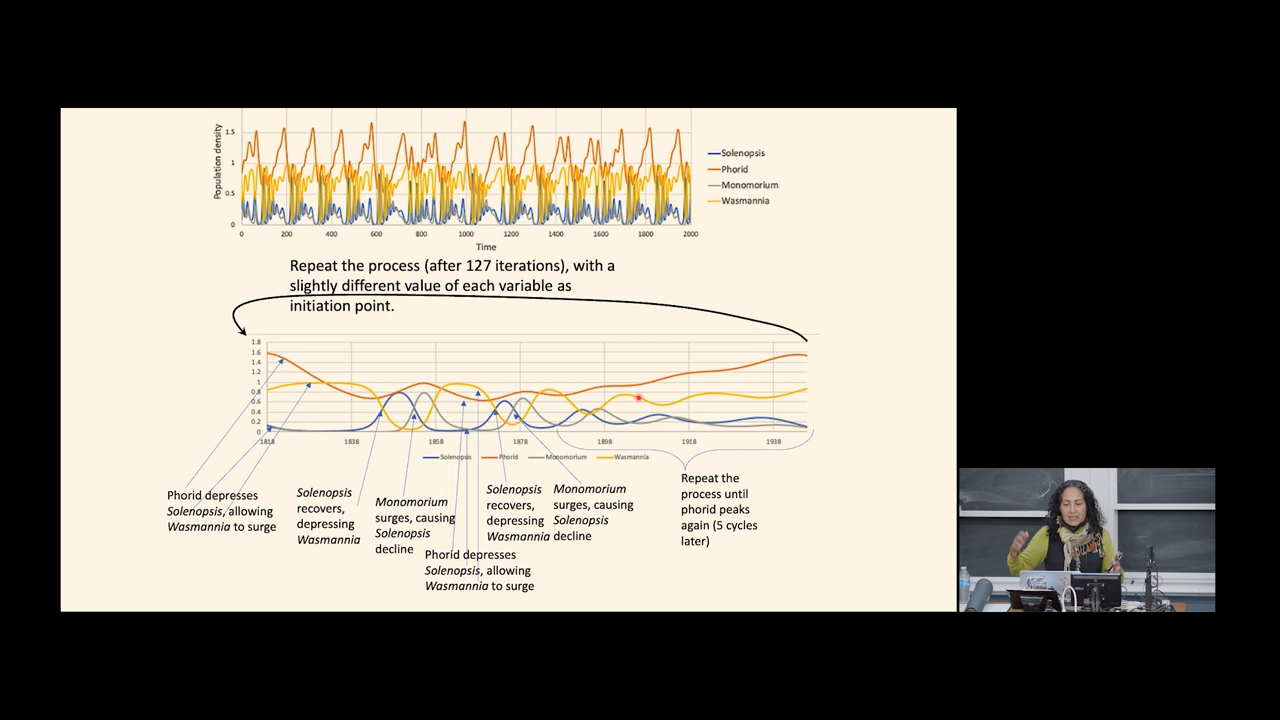 Population density
1.5
1
0.5
0
0 200 400 600 800 1000 1200 1400 1600 1800 2000
Time
Solenopsis
Phorid
Monomorium
Wasmannia
Repeat the process (after 127 iterations), with a
slightly different value of each variable as
initiation point.
1.8
1.6
1.4
1.2
1
0.8
0.6
0.4
0.2
0
1818 1838 1858 1878 1898 1918 1938
Solenopsis Phorid Monomorium Wasmannia
Phorid depresses
Solenopsis, allowing
Wasmannia to surge
Solenopsis
recovers,
depressing
Wasmannia
Monomorium
surges, causing
Solenopsis
decline
Phorid depresses
Solenopsis, allowing
Wasmannia to surge
Solenopsis
recovers,
depressing
Wasmannia
Monomorium
surges, causing
Solenopsis
decline
Repeat the
process until
phorid peaks
again (5 cycles
later)